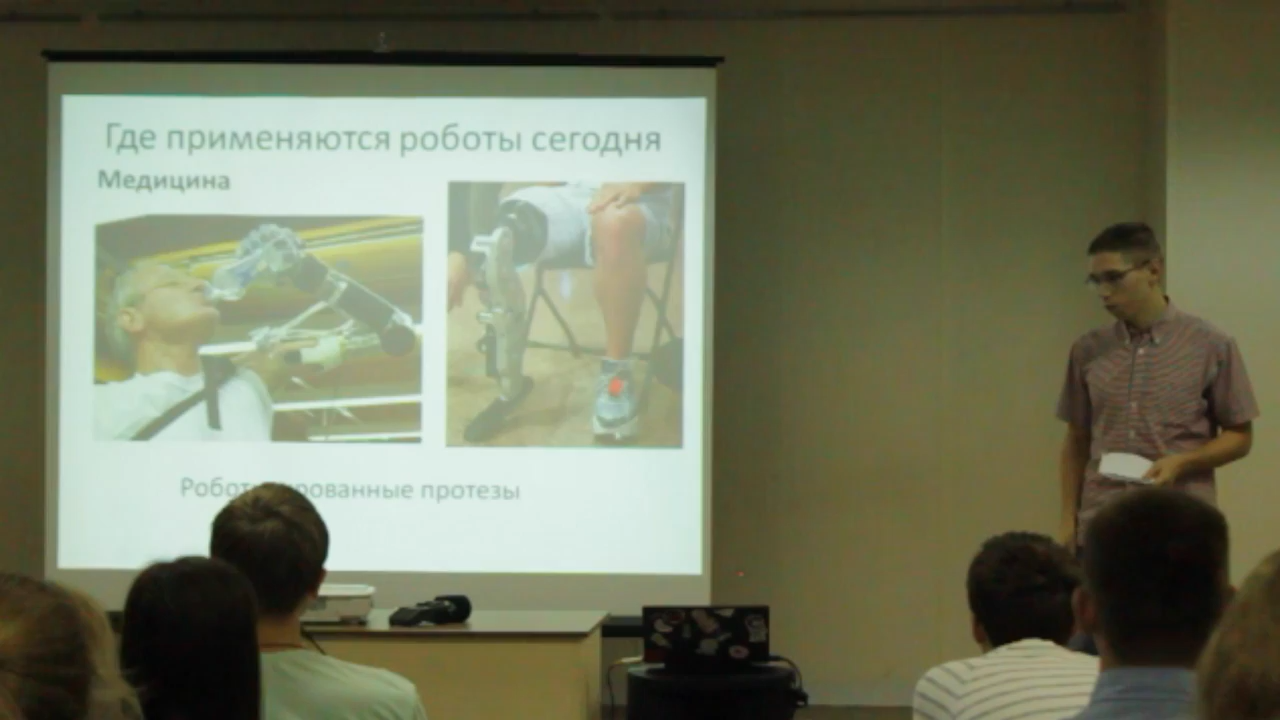 Где применяются роботы сегодня
Медицина
протезы